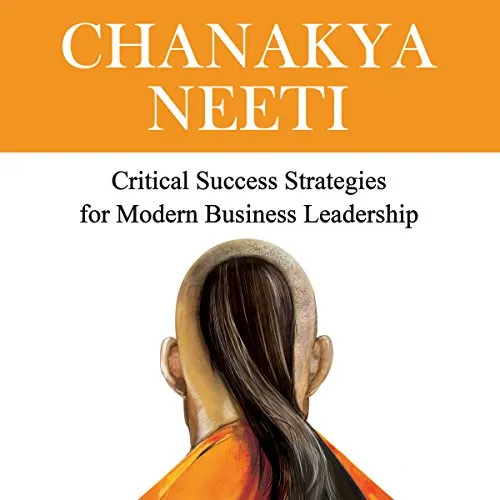 CHANAKYA
NEETI
Critical Success Strategies
for Modern Business Leadership